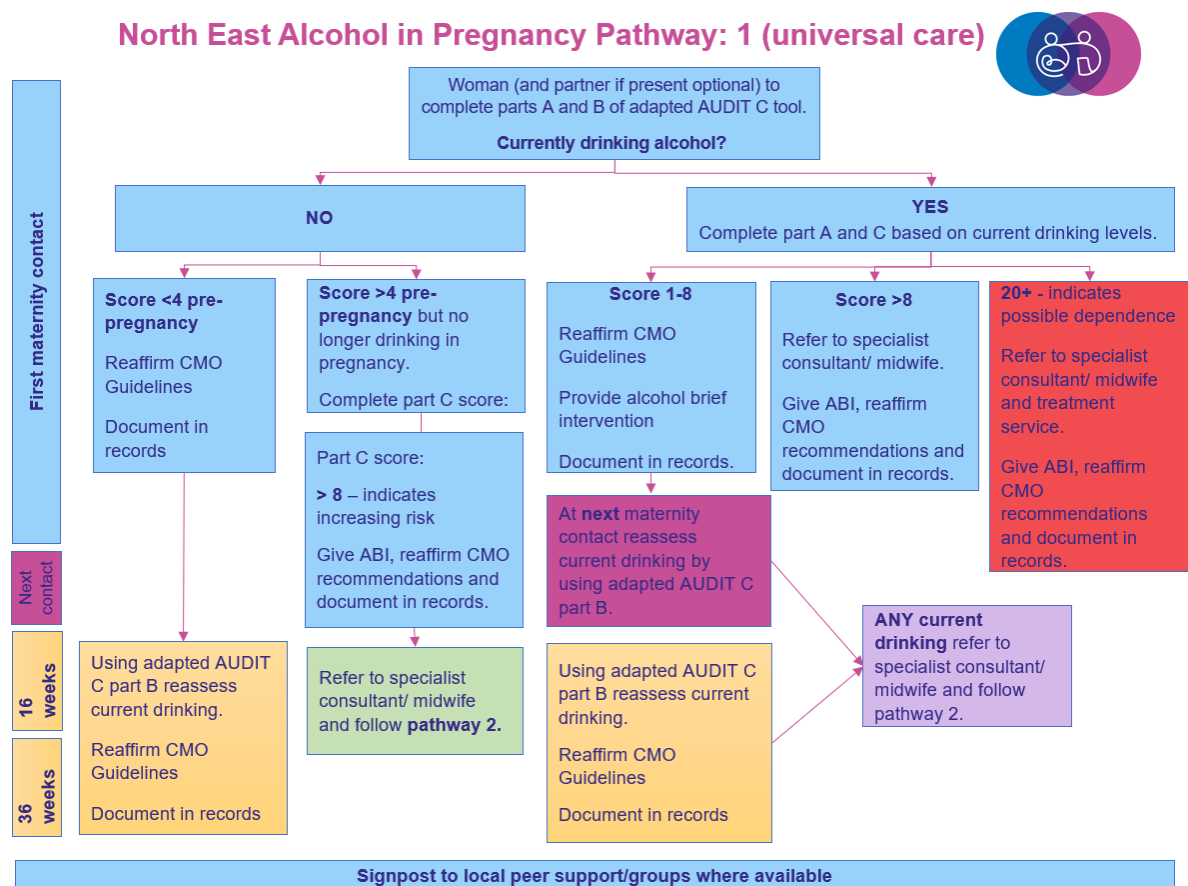 North East Alcohol in Pregnancy Pathway: 1 (universal care)
Woman (and partner if present optional) to
complete parts A and B of adapted AUDIT C tool.
Currently drinking alcohol?
First maternity contact
NO
YES
Complete part A and C based on current drinking levels.
Score <4 pre-
pregnancy
Reaffirm CMO
Guidelines
Document in
records
Score >4 pre-
pregnancy but no
longer drinking in
pregnancy.
Complete part C score:
Part C score:
> 8 – indicates
increasing risk
Give ABI, reaffirm CMO
recommendations and
document in records.
Score 1-8
Reaffirm CMO
Guidelines
Provide alcohol brief
intervention
Document in records.
Score >8
Refer to specialist
consultant/ midwife.
Give ABI, reaffirm
CMO
recommendations and
document in records.
20+ - indicates
possible dependence
Refer to specialist
consultant/ midwife
and treatment
service.
Give ABI, reaffirm
CMO
recommendations
and document in
records.
Next
contact
At next maternity
contact reassess
current drinking by
using adapted AUDIT C
part B.
ANY current
drinking refer to
specialist consultant/
midwife and follow
pathway 2.
16
weeks
36
weeks
Using adapted AUDIT
C part B reassess
current drinking.
Reaffirm CMO
Guidelines
Document in records
Refer to specialist
consultant/ midwife
and follow pathway 2.
Using adapted AUDIT C
part B reassess current
drinking.
Reaffirm CMO
Guidelines
Document in records
Signpost to local peer support/groups where available